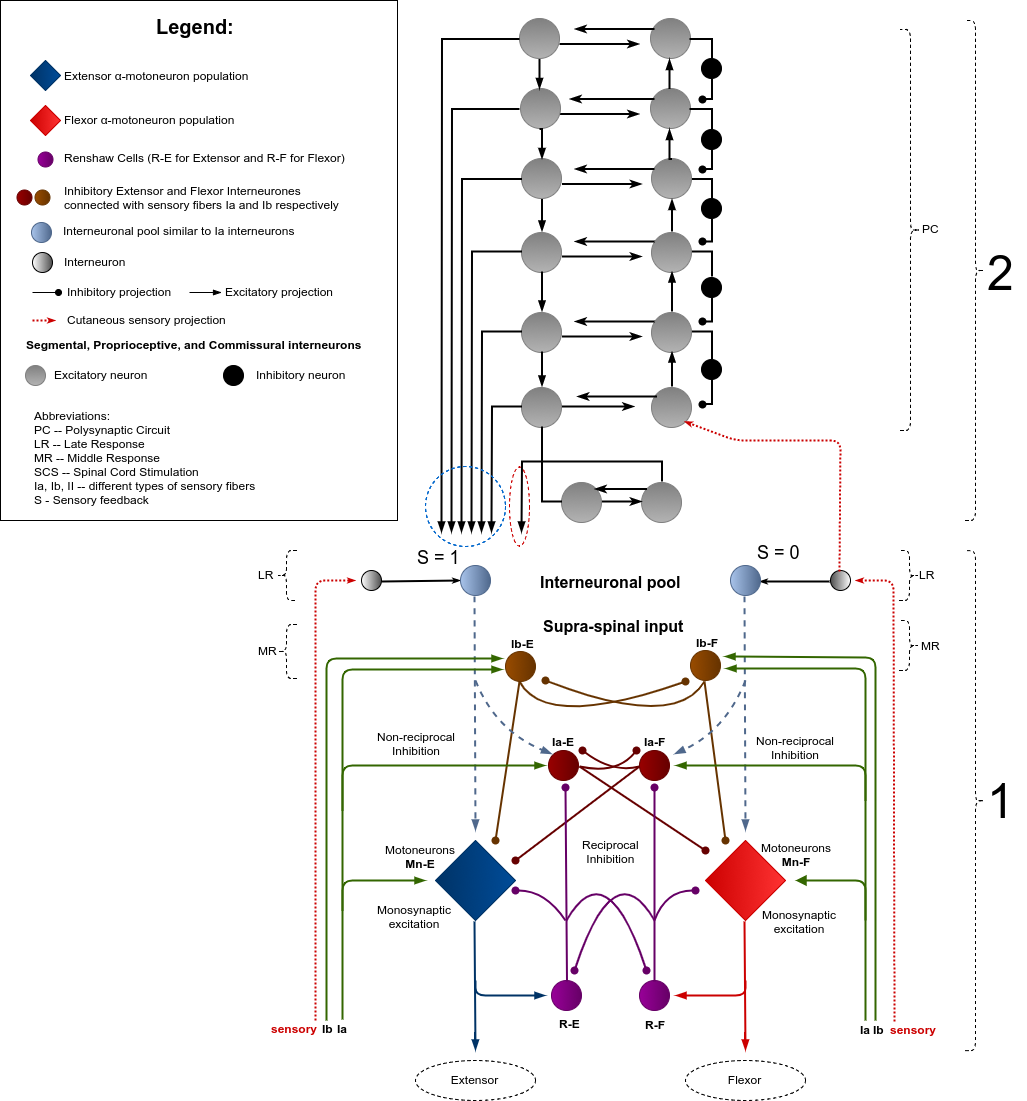 Legend:
Extensor α-motoneuron population
Flexor α-motoneuron population
Renshaw Cells (R-E for Extensor and R-F for Flexor)
Inhibitory Extensor and Flexor Interneurones
connected with sensory fibers Ia and Ib respectively
Interneuronal pool similar to Ia interneurons
Interneuron
Inhibitory projection
Excitatory projection
Cutaneous sensory projection
Segmental, Proprioceptive, and Commissural interneurons
Excitatory neuron
Inhibitory neuron
Abbreviations:
PC -- Polysynaptic Circuit
LR -- Late Response
MR -- Middle Response
SCS -- Spinal Cord Stimulation
Ia, Ib, II -- different types of sensory fibers
S - Sensory feedback
PC
2
S = 1
S = 0
LR
Interneuronal pool
LR
Supra-spinal input
MR
Ib-E
Ib-F
MR
Non-reciprocal
Inhibition
Ia-E
Ia-F
Non-reciprocal
Inhibition
1
Motoneurons
Mn-E
Reciprocal
Inhibition
Motoneurons
Mn-F
Monosynaptic
excitation
Monosynaptic
excitation
R-E
R-F
sensory Ib Ia
Ia Ib sensory
Extensor
Flexor